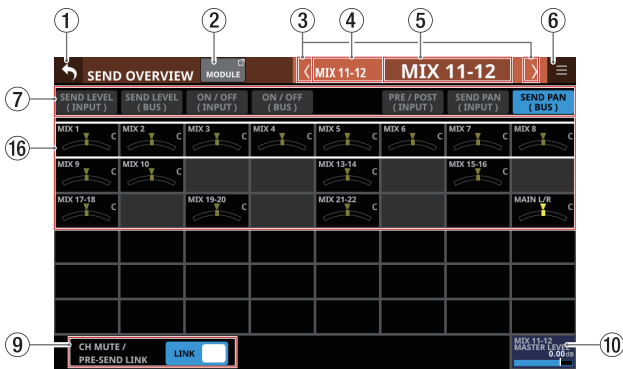 1 2 3 4 5 6
SEND OVERVIEW MODULE MIX 11-12 MIX 11-12
7
SEND LEVEL (INPUT) SEND LEVEL (BUS) ON / OFF (INPUT) ON / OFF (BUS) PRE / POST (INPUT) SEND PAN (INPUT) SEND PAN (BUS)
16
MIX 1 C MIX 2 C MIX 3 C MIX 4 C MIX 5 C MIX 6 C MIX 7 C MIX 8 C
MIX 9 C MIX 10 C MIX 13-14 C MIX 15-16 C
MIX 17-18 C MIX 19-20 C MIX 21-22 C MAIN L/R C
9
CH MUTE /
PRE-SEND LINK
LINK
MIX 11-12
MASTER LEVEL
0.00dB
10